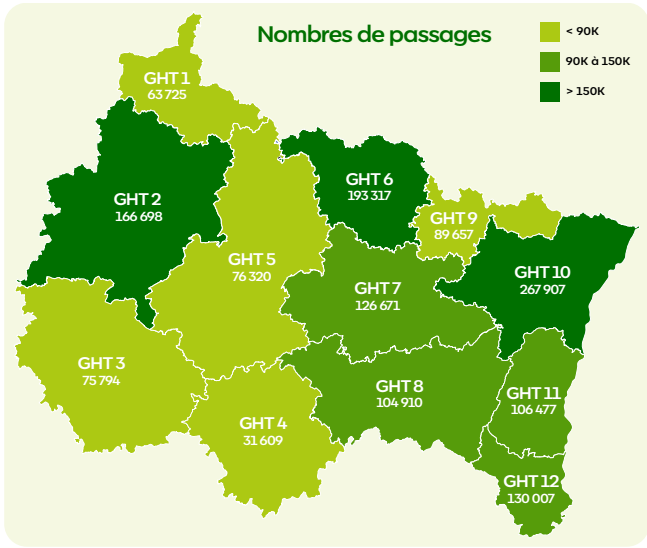 Nombres de passages
< 90K
90K à 150K
> 150K
GHT 1
63 725
GHT 2
166 698
GHT 6
193 317
GHT 9
89 657
GHT 5
76 320
GHT 10
267 907
GHT 7
126 671
GHT 3
75 794
GHT 8
104 910
GHT 11
106 477
GHT 4
31 609
GHT 12
130 007